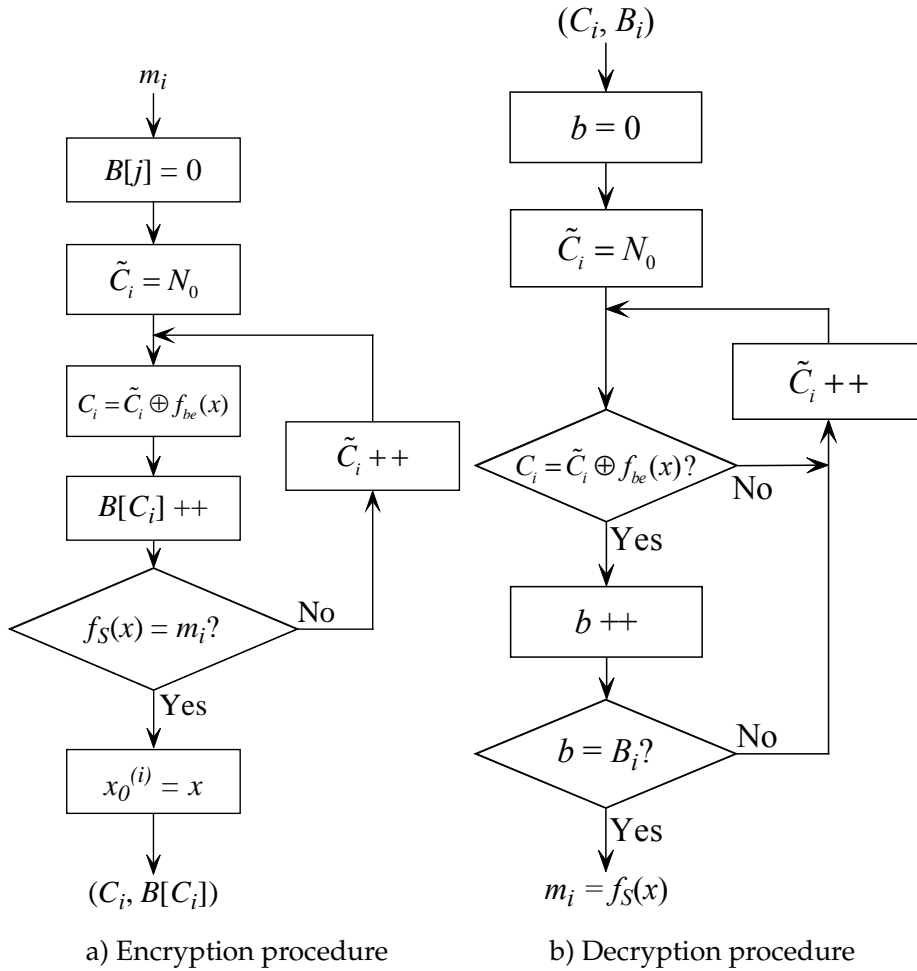 m_i
B[j] = 0
C̃_i = N_0
C_i = C̃_i ⊕ f_be(x)
C̃_i ++
B[C_i] ++
f_S(x) = m_i?
No
Yes
x_0^(i) = x
(C_i, B[C_i])
a) Encryption procedure
(C_i, B_i)
b = 0
C̃_i = N_0
C̃_i ++
C_i = C̃_i ⊕ f_be(x)?
No
Yes
b ++
b = B_i?
No
Yes
m_i = f_S(x)
b) Decryption procedure